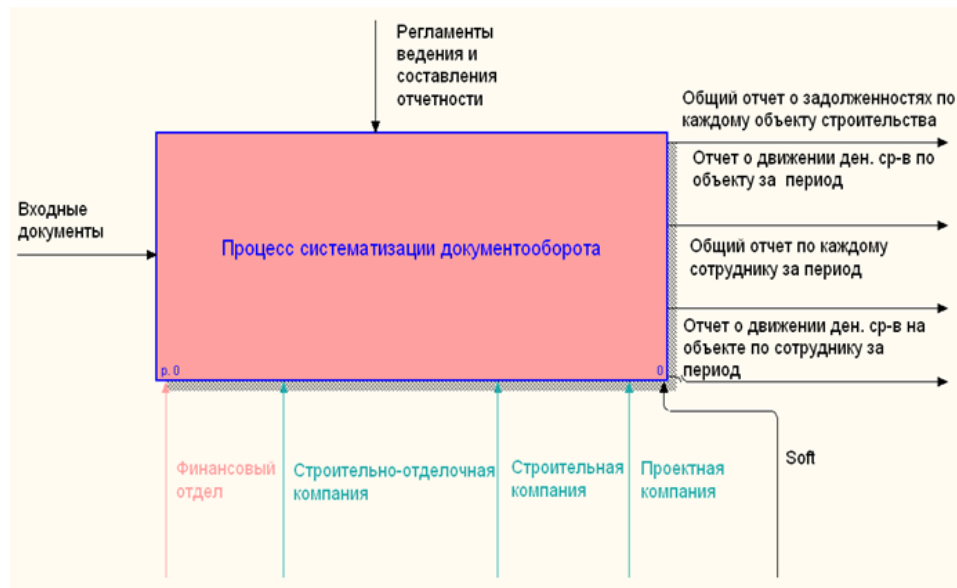 Регламенты
ведения и
составления
отчетности
Общий отчет о задолженностях по
каждому объекту строительства
Отчет о движении ден. ср-в по
объекту за период
Входные
документы
Процесс систематизации документооборота
Общий отчет по каждому
сотруднику за период
Отчет о движении ден. ср-в на
объекте по сотруднику за
период
р. 0
0
Финансовый
отдел
Строительно-отделочная
компания
Строительная
компания
Проектная
компания
Soft